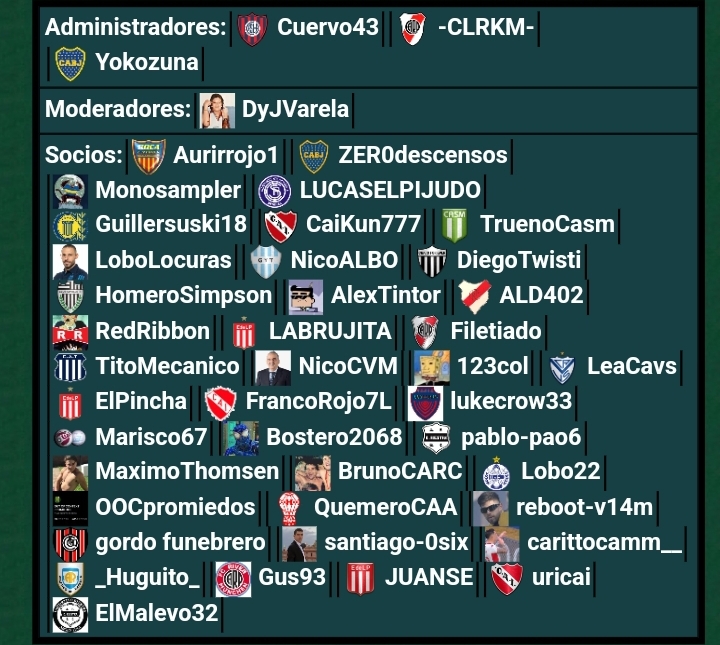 Administradores: Cuervo43 -CLRKM-
Yokozuna
Moderadores: DyJVarela
Socios: Aurirrojo1 ZER0descensos
Monosampler LUCASELPIJUDO
Guillersuski18 CaiKun777 TruenoCasm
LoboLocuras NicoALBO DiegoTwisti
HomeroSimpson AlexTintor ALD402
RedRibbon LABRUJITA Filetiado
TitoMecanico NicoCVM 123col LeaCavs
ElPincha FrancoRojo7L lukecrow33
Marisco67 Bostero2068 pablo-pao6
MaximoThomsen BrunoCARC Lobo22
OOCpromiedos QuemeroCAA reboot-v14m
gordo funebrero santiago-0six carittocamm__
_Huguito_ Gus93 JUANSE uricai
ElMalevo32